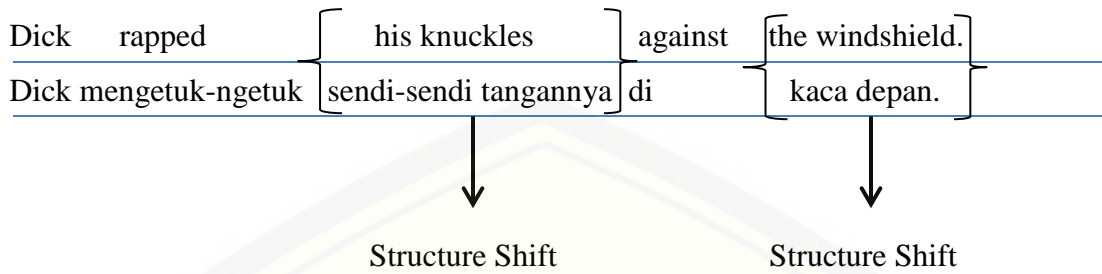 Dick rapped his knuckles against the windshield.
Dick mengetuk-ngetuk sendi-sendi tangannya di kaca depan.
Structure Shift Structure Shift